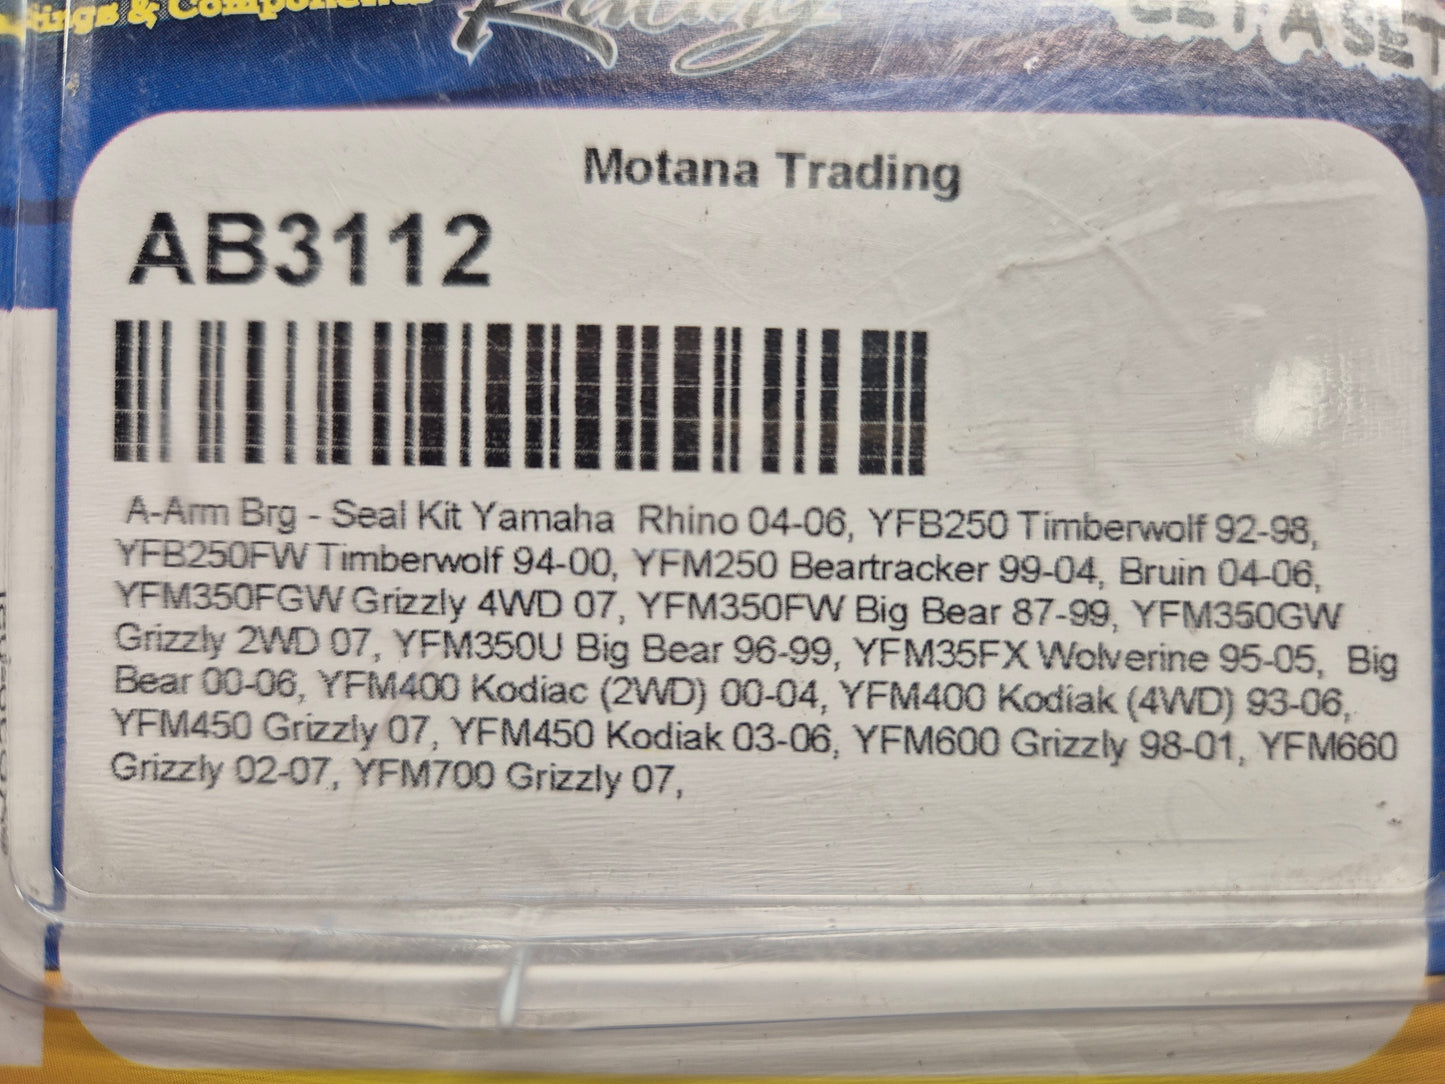 & Components
Racing
GET A SET
Motana Trading
AB3112
A-Arm Brg - Seal Kit Yamaha  Rhino 04-06, YFB250 Timberwolf 92-98,
YFB250FW Timberwolf 94-00, YFM250 Beartracker 99-04, Bruin 04-06,
YFM350FGW Grizzly 4WD 07, YFM350FW Big Bear 87-99, YFM350GW
Grizzly 2WD 07, YFM350U Big Bear 96-99, YFM35FX Wolverine 95-05,  Big
Bear 00-06, YFM400 Kodiac (2WD) 00-04, YFM400 Kodiak (4WD) 93-06,
YFM450 Grizzly 07, YFM450 Kodiak 03-06, YFM600 Grizzly 98-01, YFM660
Grizzly 02-07, YFM700 Grizzly 07,